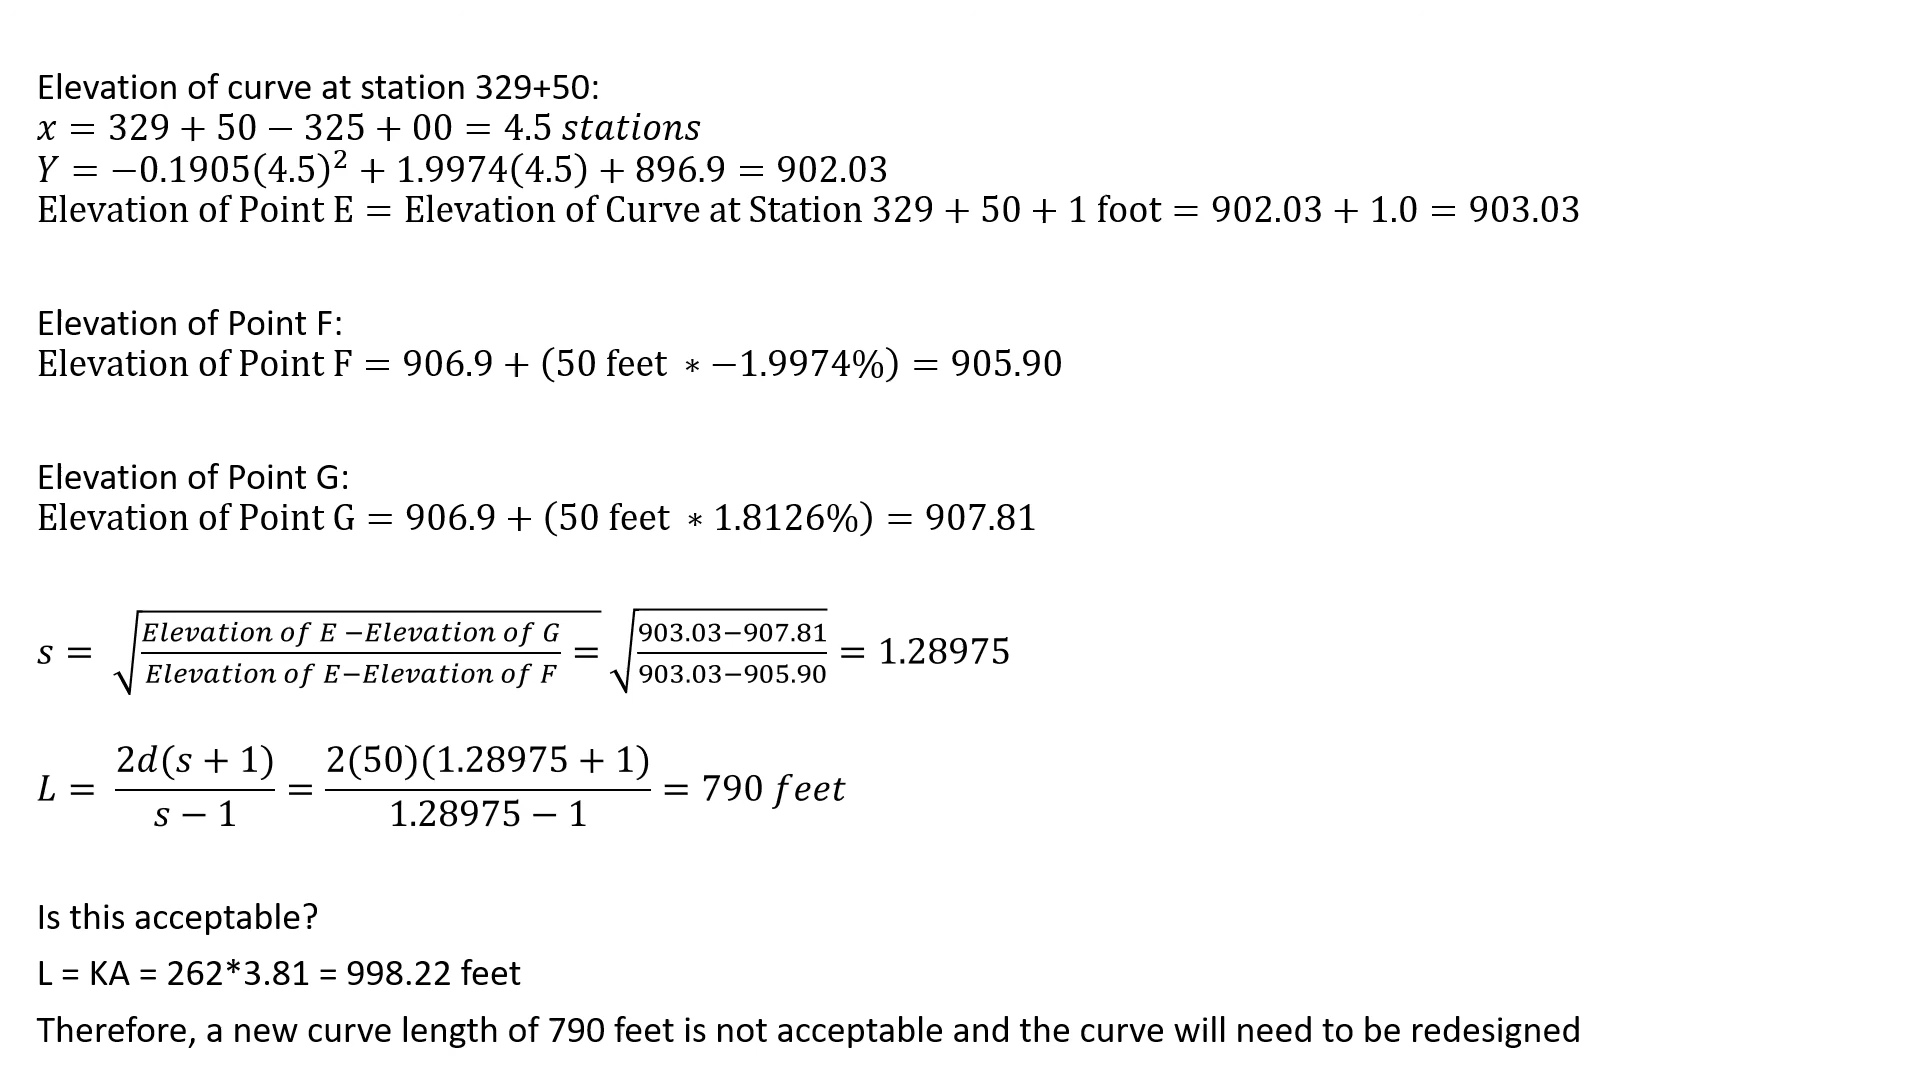 Elevation of curve at station 329+50:
x = 329 + 50 − 325 + 00 = 4.5 stations
Y = −0.1905(4.5)² + 1.9974(4.5) + 896.9 = 902.03
Elevation of Point E = Elevation of Curve at Station 329 + 50 + 1 foot = 902.03 + 1.0 = 903.03
Elevation of Point F:
Elevation of Point F = 906.9 + (50 feet ∗ −1.9974%) = 905.90
Elevation of Point G:
Elevation of Point G = 906.9 + (50 feet ∗ 1.8126%) = 907.81
s = √((Elevation of E −Elevation of G)/(Elevation of E−Elevation of F)) = √((903.03−907.81)/(903.03−905.90)) = 1.28975
L = (2d(s + 1))/(s − 1) = (2(50)(1.28975 + 1))/(1.28975 − 1) = 790 feet
Is this acceptable?
L = KA = 262*3.81 = 998.22 feet
Therefore, a new curve length of 790 feet is not acceptable and the curve will need to be redesigned